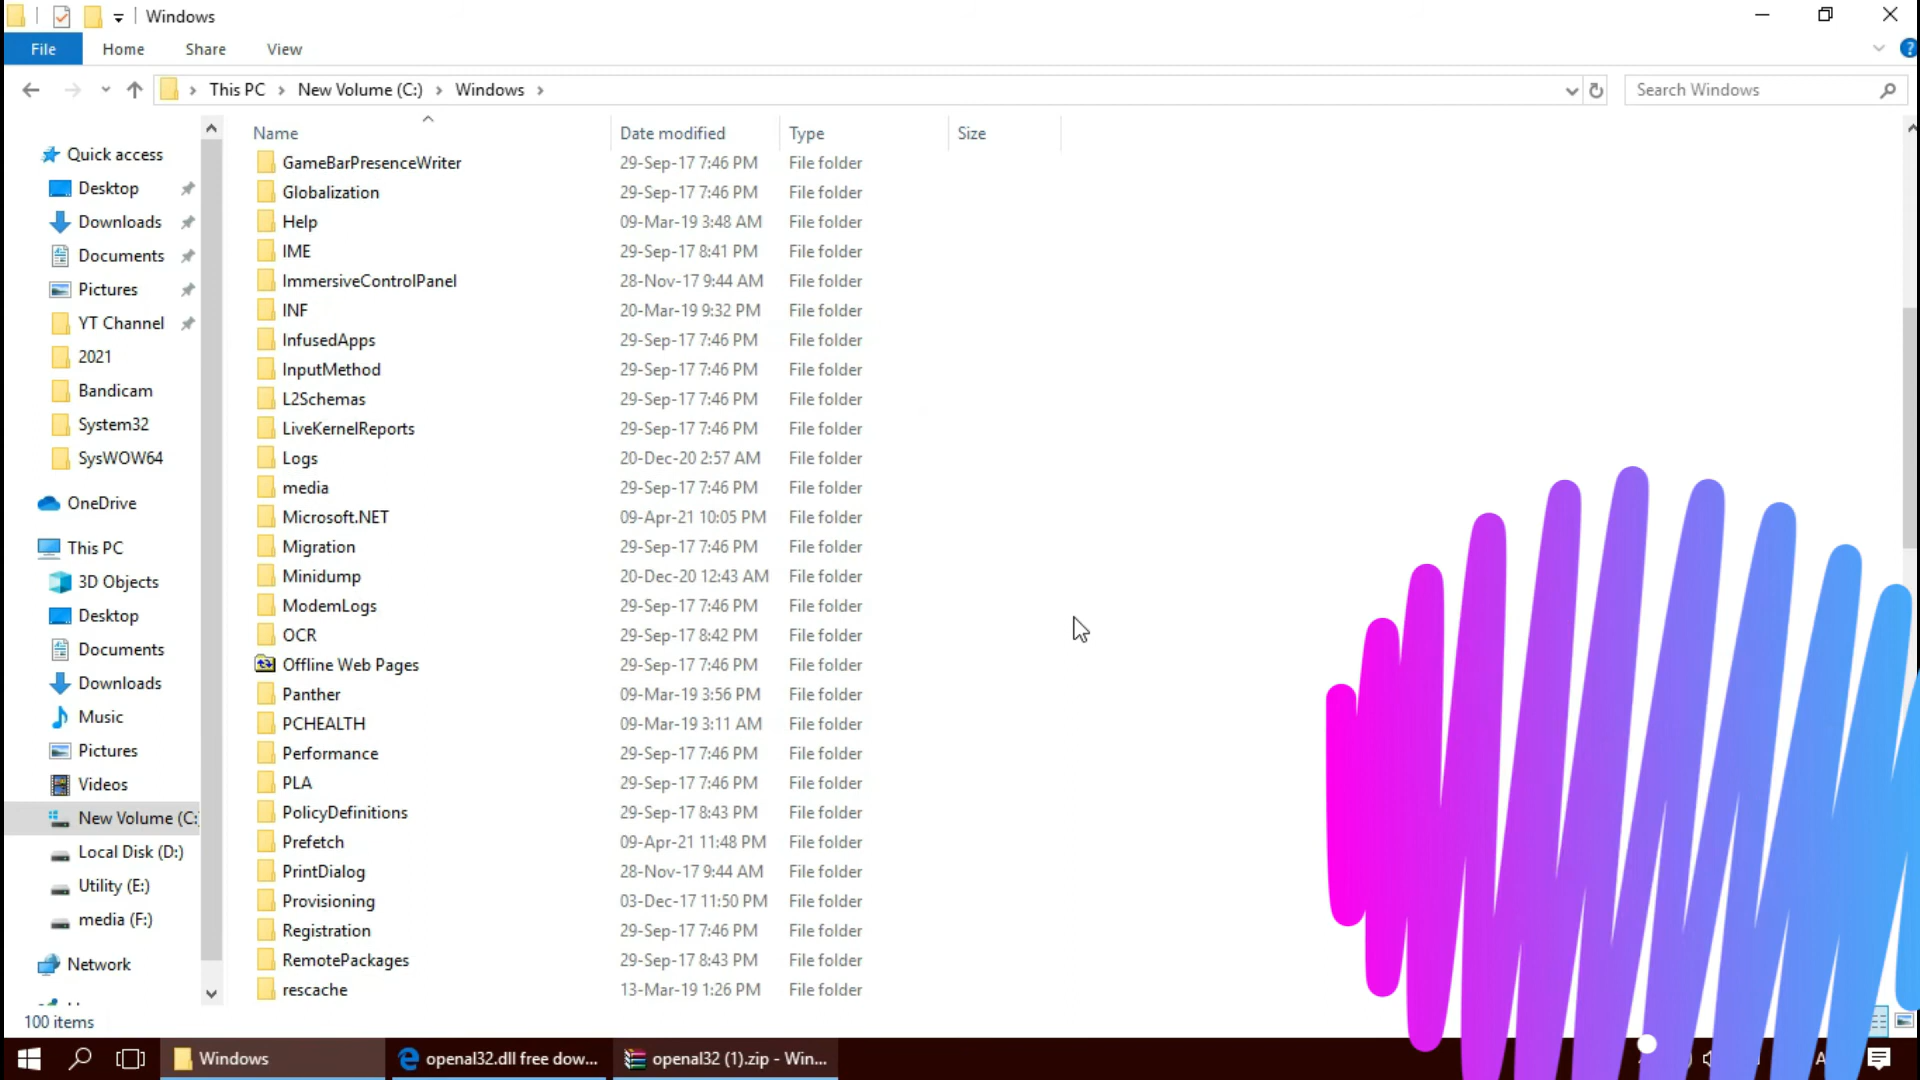 Windows
File Home Share View
This PC New Volume (C:) Windows
Search Windows
Quick access
Desktop
Downloads
Documents
Pictures
YT Channel
2021
Bandicam
System32
SysWOW64
OneDrive
This PC
3D Objects
Desktop
Documents
Downloads
Music
Pictures
Videos
New Volume (C:
Local Disk (D:)
Utility (E:)
media (F:)
Network
Name Date modified Type Size
GameBarPresenceWriter 29-Sep-17 7:46 PM File folder
Globalization 29-Sep-17 7:46 PM File folder
Help 09-Mar-19 3:48 AM File folder
IME 29-Sep-17 8:41 PM File folder
ImmersiveControlPanel 28-Nov-17 9:44 AM File folder
INF 20-Mar-19 9:32 PM File folder
InfusedApps 29-Sep-17 7:46 PM File folder
InputMethod 29-Sep-17 7:46 PM File folder
L2Schemas 29-Sep-17 7:46 PM File folder
LiveKernelReports 29-Sep-17 7:46 PM File folder
Logs 20-Dec-20 2:57 AM File folder
media 29-Sep-17 7:46 PM File folder
Microsoft.NET 09-Apr-21 10:05 PM File folder
Migration 29-Sep-17 7:46 PM File folder
Minidump 20-Dec-20 12:43 AM File folder
ModemLogs 29-Sep-17 7:46 PM File folder
OCR 29-Sep-17 8:42 PM File folder
Offline Web Pages 29-Sep-17 7:46 PM File folder
Panther 09-Mar-19 3:56 PM File folder
PCHEALTH 09-Mar-19 3:11 AM File folder
Performance 29-Sep-17 7:46 PM File folder
PLA 29-Sep-17 7:46 PM File folder
PolicyDefinitions 29-Sep-17 8:43 PM File folder
Prefetch 09-Apr-21 11:48 PM File folder
PrintDialog 28-Nov-17 9:44 AM File folder
Provisioning 03-Dec-17 11:50 PM File folder
Registration 29-Sep-17 7:46 PM File folder
RemotePackages 29-Sep-17 8:43 PM File folder
rescache 13-Mar-19 1:26 PM File folder
100 items
Windows openal32.dll free dow... openal32 (1).zip - Win...